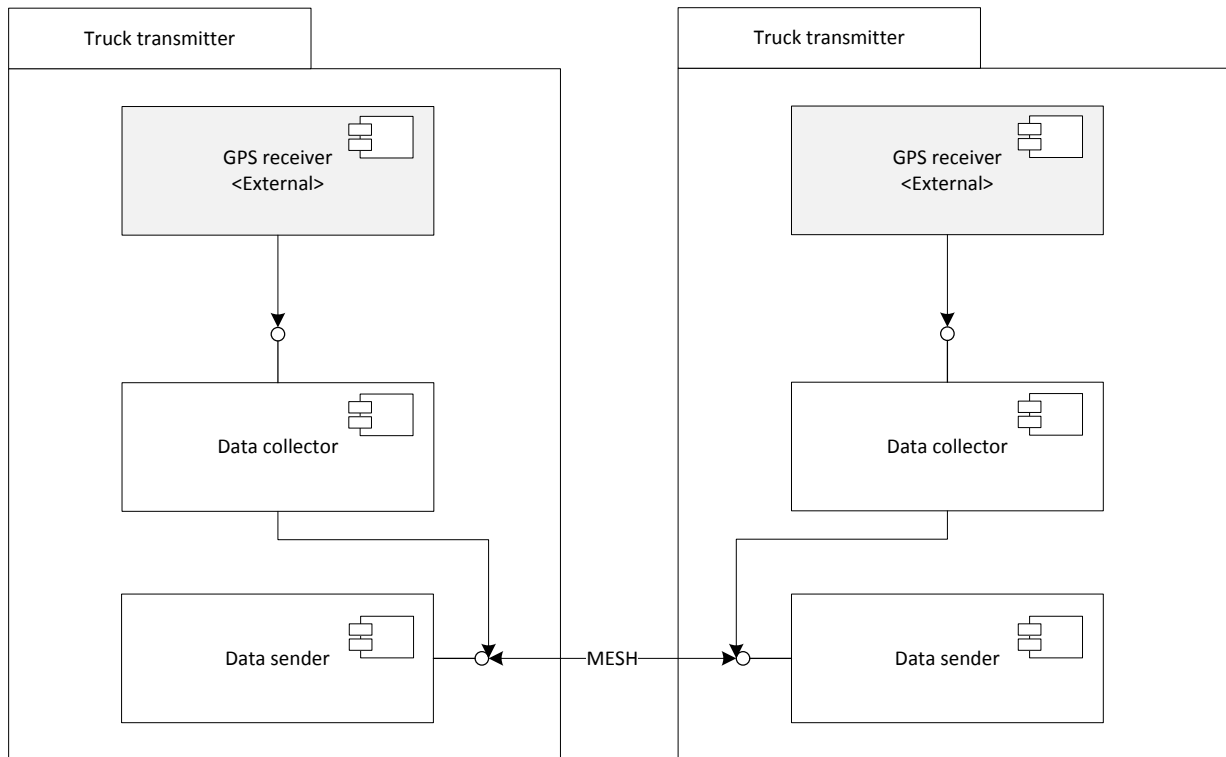 Truck transmitter
GPS receiver
<External>
Data collector
Data sender
MESH
Truck transmitter
GPS receiver
<External>
Data collector
Data sender